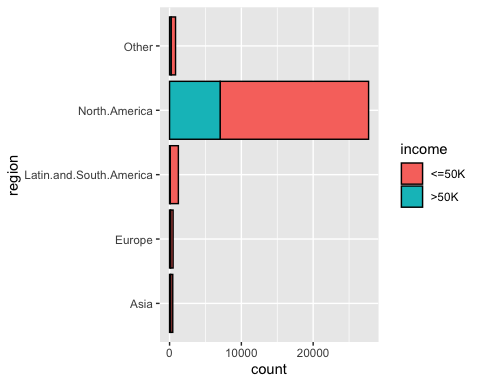 Other
North.America
Latin.and.South.America
Europe
Asia
region
0 10000 20000
count
income
<=50K
>50K